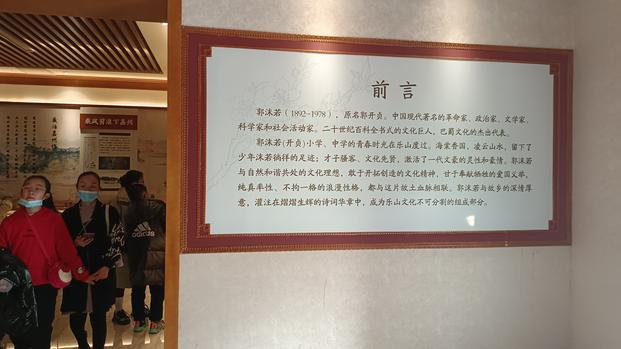 前言
郭沫若（1892-1978），原名郭开贞。中国现代著名的革命家、政治家、文学家、
科学家和社会活动家。二十世纪百科全书式的文化巨人，巴蜀文化的杰出代表。
郭沫若(开贞)小学、中学的青春时光在乐山度过。海棠香国，凌云山水，留下了
少年沫若徜徉的足迹；才子骚客、文化先贤，激活了一代文豪的灵性和豪情。郭沫若
与自然和谐共处的文化理想，敢于开拓创造的文化精神，甘于奉献牺牲的爱国义举，
纯真率性、不拘一格的浪漫性格，都与这片故土血脉相联。郭沫若与故乡的深情厚
意，灌注在熠熠生辉的诗词华章中，成为乐山文化不可分割的组成部分。
adidas